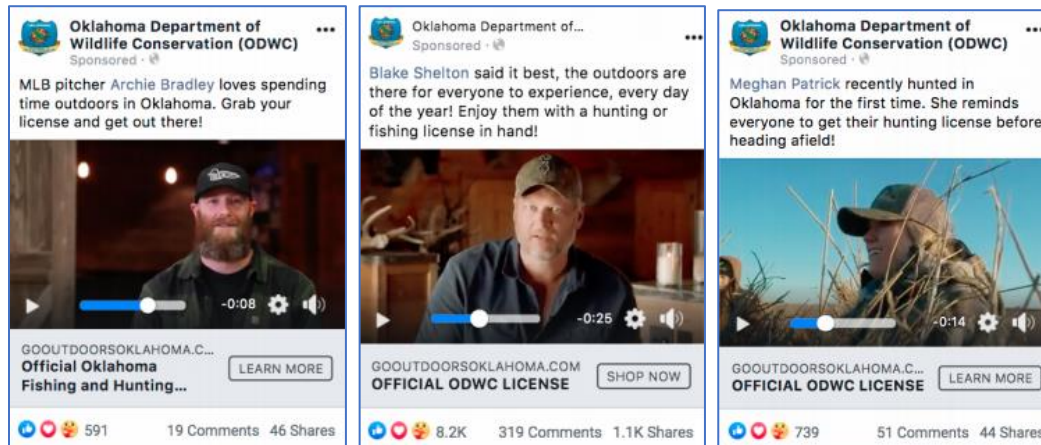 Oklahoma Department of
Wildlife Conservation (ODWC)
Sponsored ·
MLB pitcher Archie Bradley loves spending
time outdoors in Oklahoma. Grab your
license and get out there!
-0:08
GOOUTDOORSOKLAHOMA.C...
Official Oklahoma
Fishing and Hunting...
LEARN MORE
591
19 Comments 46 Shares
Oklahoma Department of...
Sponsored ·
Blake Shelton said it best, the outdoors are
there for everyone to experience, every day
of the year! Enjoy them with a hunting or
fishing license in hand!
-0:25
GOOUTDOORSOKLAHOMA.COM
OFFICIAL ODWC LICENSE
SHOP NOW
8.2K
319 Comments 1.1K Shares
Oklahoma Department of
Wildlife Conservation (ODWC)
Sponsored ·
Meghan Patrick recently hunted in
Oklahoma for the first time. She reminds
everyone to get their hunting license before
heading afield!
-0:14
GOOUTDOORSOKLAHOMA.C...
OFFICIAL ODWC LICENSE
LEARN MORE
739
51 Comments 44 Shares